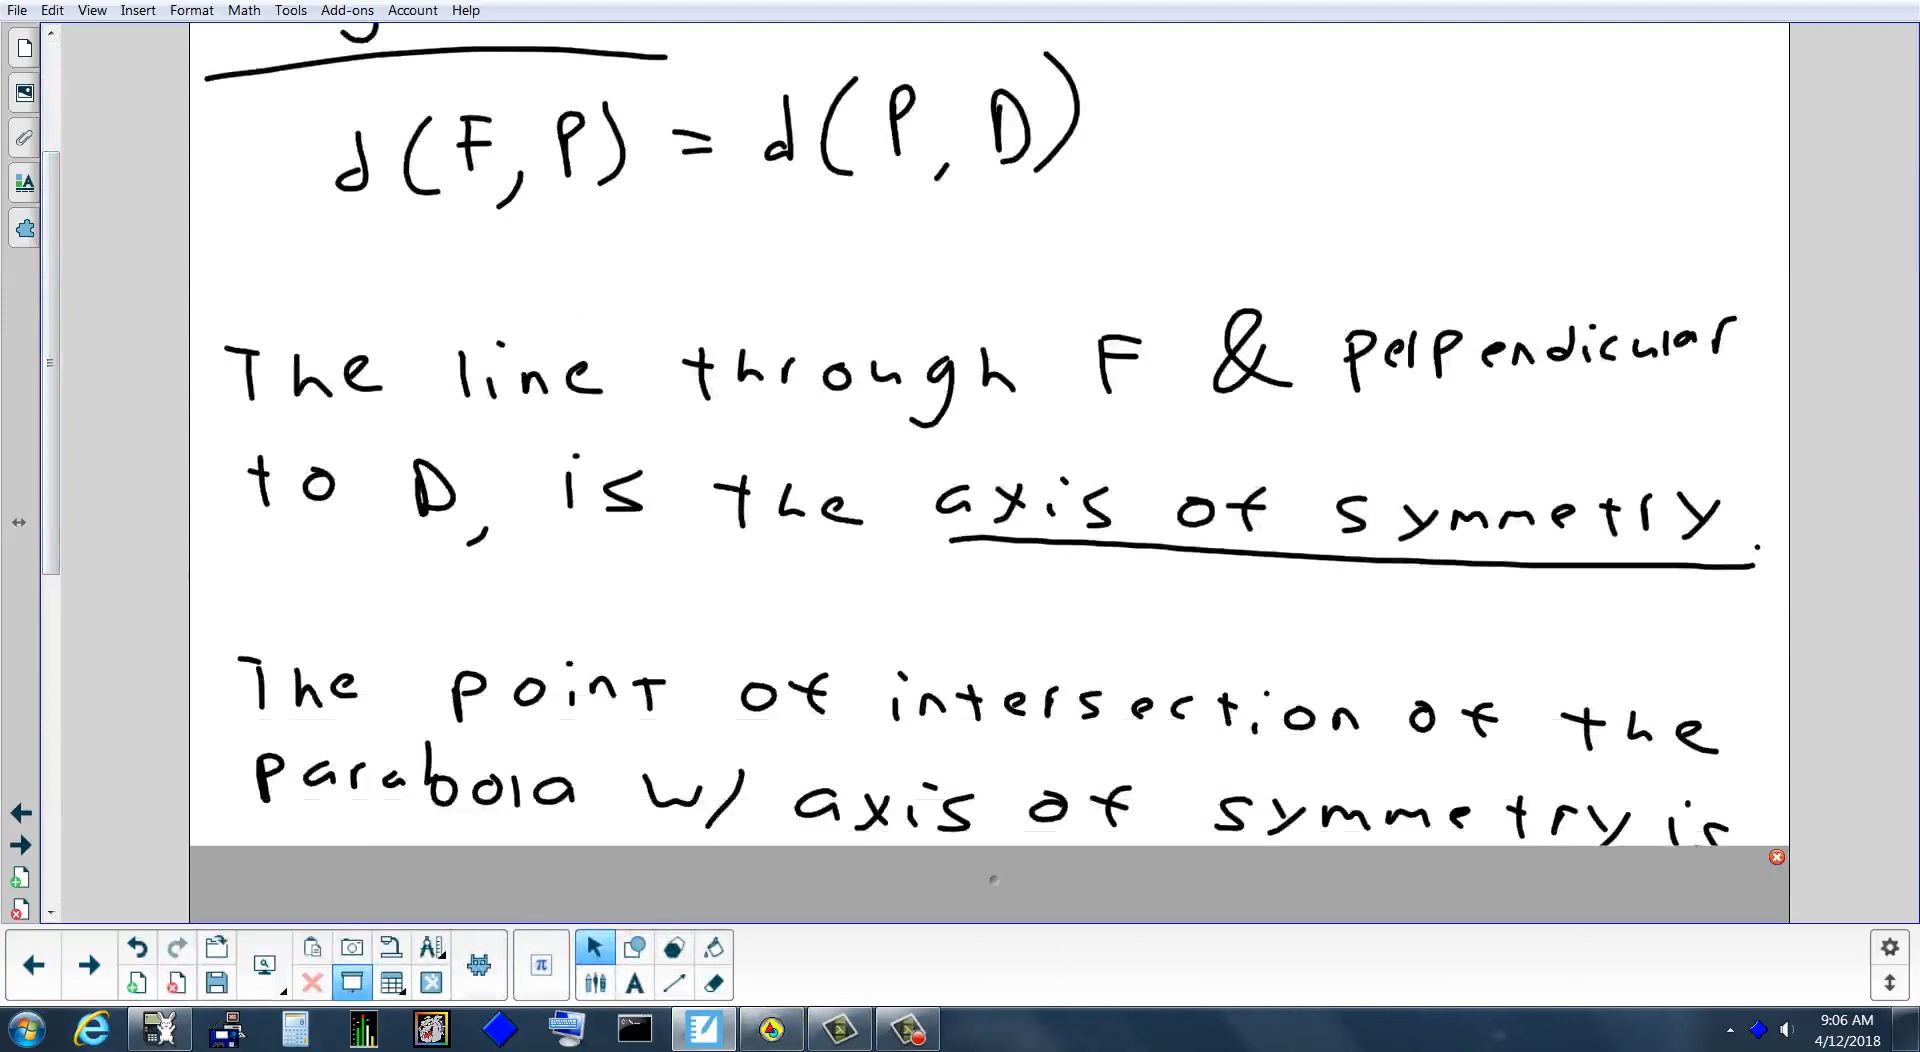 File Edit View Insert Format Math Tools Add-ons Account Help
d(F, P) = d(P, D)
The line through F & perpendicular
to D, is the axis of symmetry.
The point of intersection of the
parabola w/ axis of symmetry is
9:06 AM
4/12/2018